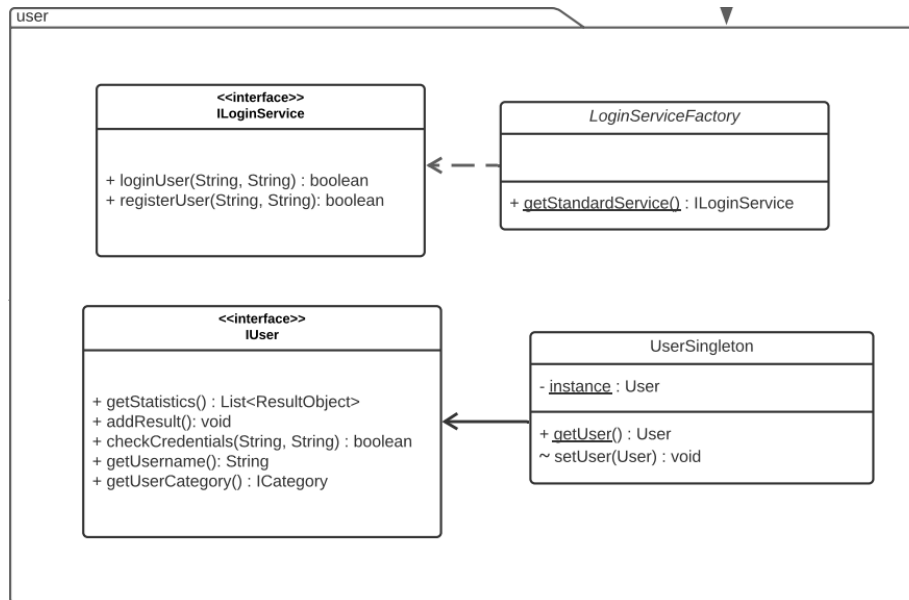 user
<<interface>>
ILoginService
+ loginUser(String, String) : boolean
+ registerUser(String, String): boolean
LoginServiceFactory
+ getStandardService() : ILoginService
<<interface>>
IUser
+ getStatistics() : List<ResultObject>
+ addResult(): void
+ checkCredentials(String, String) : boolean
+ getUsername(): String
+ getUserCategory() : ICategory
UserSingleton
- instance : User
+ getUser() : User
~ setUser(User) : void